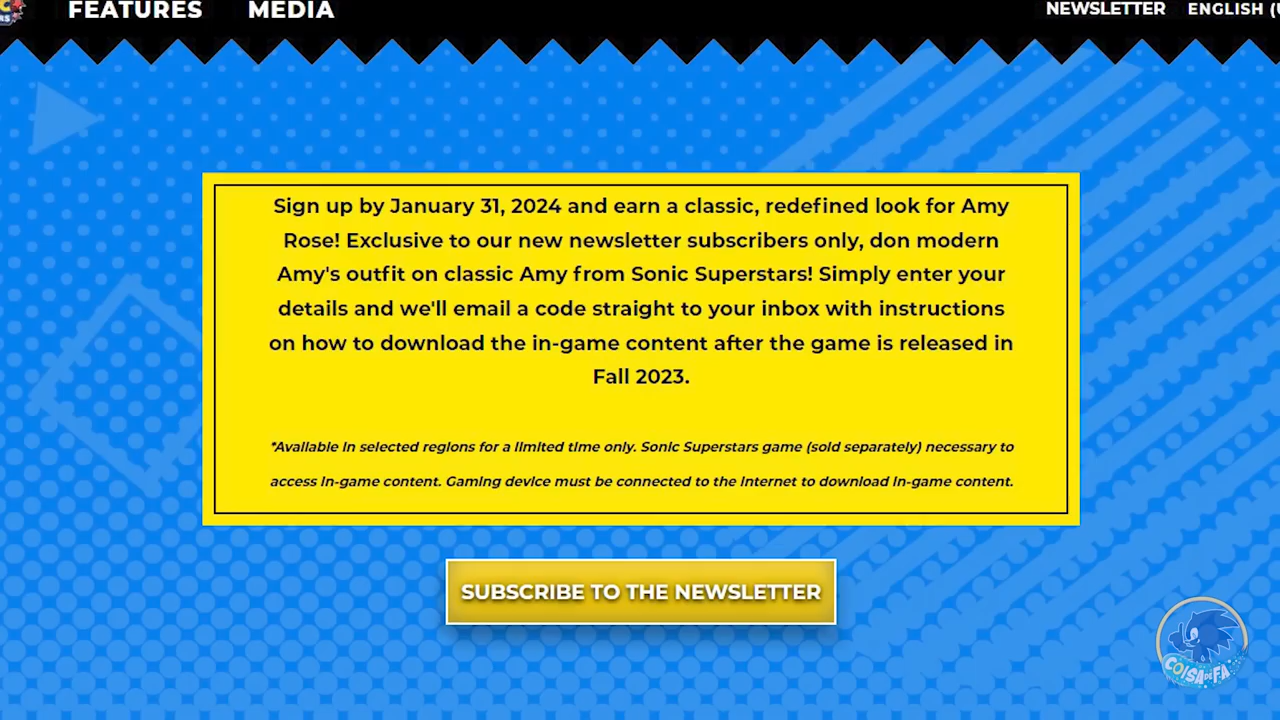 FEATURES MEDIA NEWSLETTER ENGLISH (U
Sign up by January 31, 2024 and earn a classic, redefined look for Amy
Rose! Exclusive to our new newsletter subscribers only, don modern
Amy's outfit on classic Amy from Sonic Superstars! Simply enter your
details and we'll email a code straight to your inbox with instructions
on how to download the in-game content after the game is released in
Fall 2023.
*Available in selected regions for a limited time only. Sonic Superstars game (sold separately) necessary to
access in-game content. Gaming device must be connected to the internet to download in-game content.
SUBSCRIBE TO THE NEWSLETTER
COISA DE FÃ